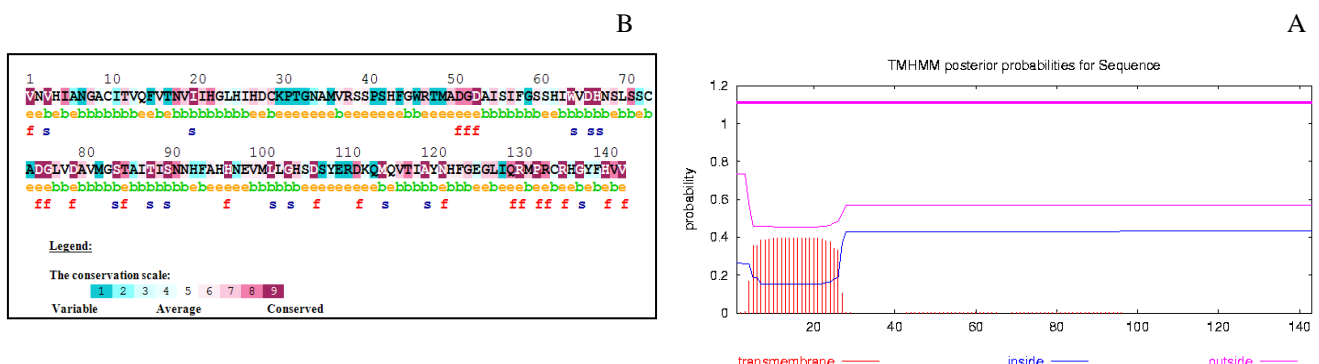 B
A
1 10 20 30 40 50 60 70
VNVHIANGACITVQFVTNVIIHGLHIHDCKPTGNAMVRSSPSHFGWRTMADGDAISIFGSSHIWVDHNSLSSC
f s s fff s ss
80 90 100 110 120 130 140
ADGLVDAVMGSTAITISNNHFAHHNEVMLLGHSDSYERDKQMQVTIAYNHFGEGLIQRMPRCRHGYFHVV
ff f sf s s f s s f f s s f ff ff f s f f
Legend:
The conservation scale:
1 2 3 4 5 6 7 8 9
Variable Average Conserved
TMHMM posterior probabilities for Sequence
probability
1.2
1
0.8
0.6
0.4
0.2
0
20 40 60 80 100 120 140
transmembrane inside outside